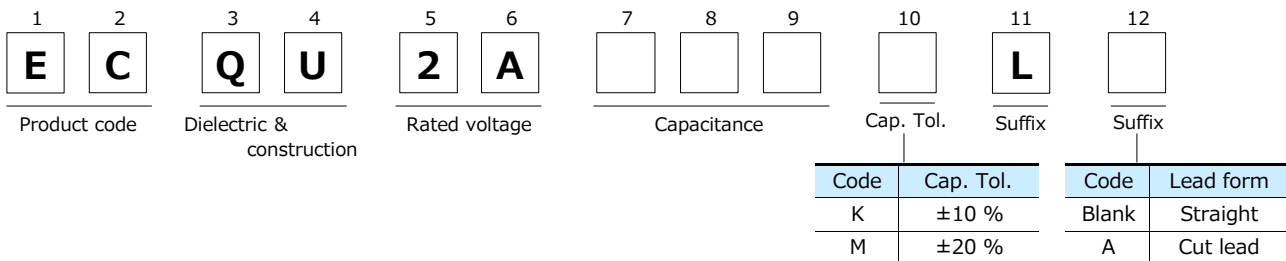 1 2 3 4 5 6 7 8 9 10 11 12
E C Q U 2 A L
Product code Dielectric & Rated voltage Capacitance Cap. Tol. Suffix Suffix
construction
Code Cap. Tol. Code Lead form
K ±10 % Blank Straight
M ±20 % A Cut lead